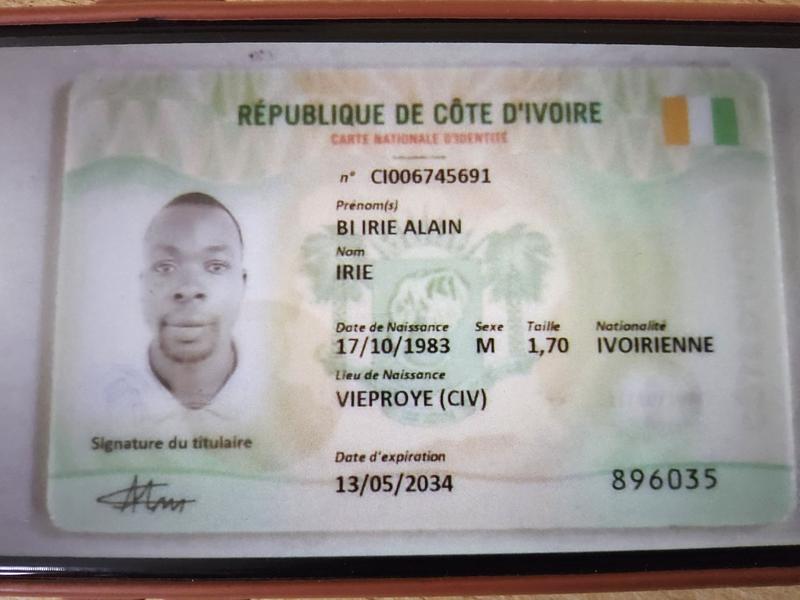 RÉPUBLIQUE DE CÔTE D'IVOIRE
CARTE NATIONALE D'IDENTITÉ
n° CI006745691
Prénom(s)
BI IRIE ALAIN
Nom
IRIE
Date de Naissance Sexe Taille Nationalité
17/10/1983 M 1,70 IVOIRIENNE
Lieu de Naissance
VIEPROYE (CIV)
Signature du titulaire
Date d'expiration
13/05/2034
896035